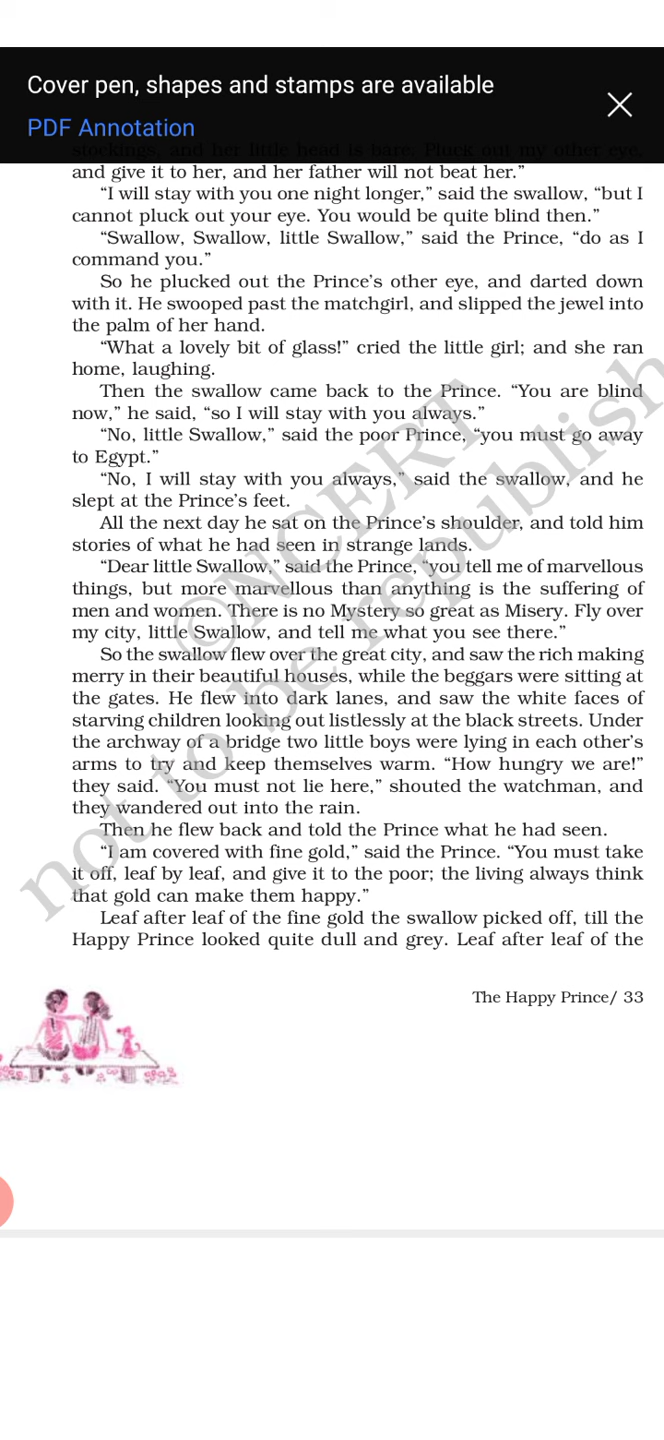 Cover pen, shapes and stamps are available
PDF Annotation
stockings, and her little head is bare. Pluck out my other eye,
and give it to her, and her father will not beat her.”
“I will stay with you one night longer,” said the swallow, “but I
cannot pluck out your eye. You would be quite blind then.”
“Swallow, Swallow, little Swallow,” said the Prince, “do as I
command you.”
So he plucked out the Prince’s other eye, and darted down
with it. He swooped past the matchgirl, and slipped the jewel into
the palm of her hand.
“What a lovely bit of glass!” cried the little girl; and she ran
home, laughing.
Then the swallow came back to the Prince. “You are blind
now,” he said, “so I will stay with you always.”
“No, little Swallow,” said the poor Prince, “you must go away
to Egypt.”
“No, I will stay with you always,” said the swallow, and he
slept at the Prince’s feet.
All the next day he sat on the Prince’s shoulder, and told him
stories of what he had seen in strange lands.
“Dear little Swallow,” said the Prince, “you tell me of marvellous
things, but more marvellous than anything is the suffering of
men and women. There is no Mystery so great as Misery. Fly over
my city, little Swallow, and tell me what you see there.”
So the swallow flew over the great city, and saw the rich making
merry in their beautiful houses, while the beggars were sitting at
the gates. He flew into dark lanes, and saw the white faces of
starving children looking out listlessly at the black streets. Under
the archway of a bridge two little boys were lying in each other’s
arms to try and keep themselves warm. “How hungry we are!”
they said. “You must not lie here,” shouted the watchman, and
they wandered out into the rain.
Then he flew back and told the Prince what he had seen.
“I am covered with fine gold,” said the Prince. “You must take
it off, leaf by leaf, and give it to the poor; the living always think
that gold can make them happy.”
Leaf after leaf of the fine gold the swallow picked off, till the
Happy Prince looked quite dull and grey. Leaf after leaf of the
The Happy Prince/ 33
©NCERT
not to be republish